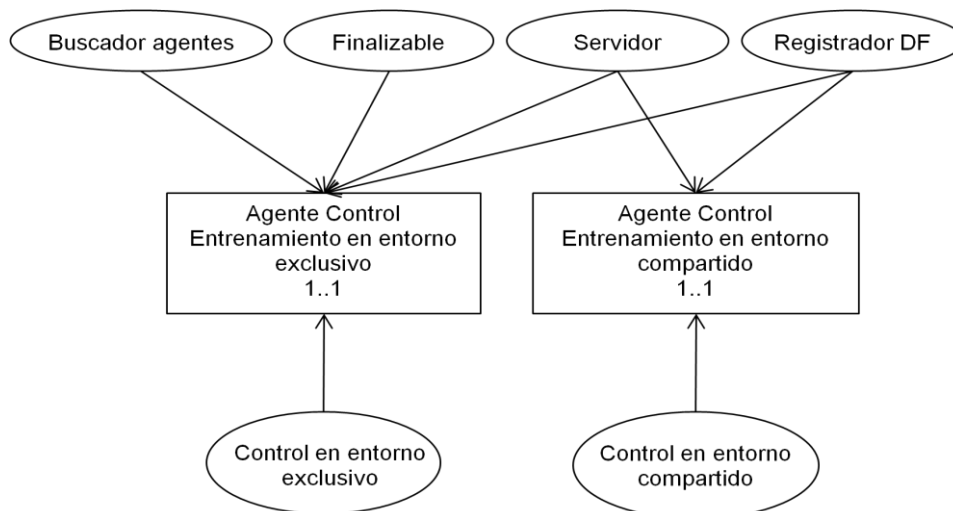 Buscador agentes
Finalizable
Servidor
Registrador DF
Agente Control
Entrenamiento en entorno
exclusivo
1..1
Agente Control
Entrenamiento en entorno
compartido
1..1
Control en entorno
exclusivo
Control en entorno
compartido